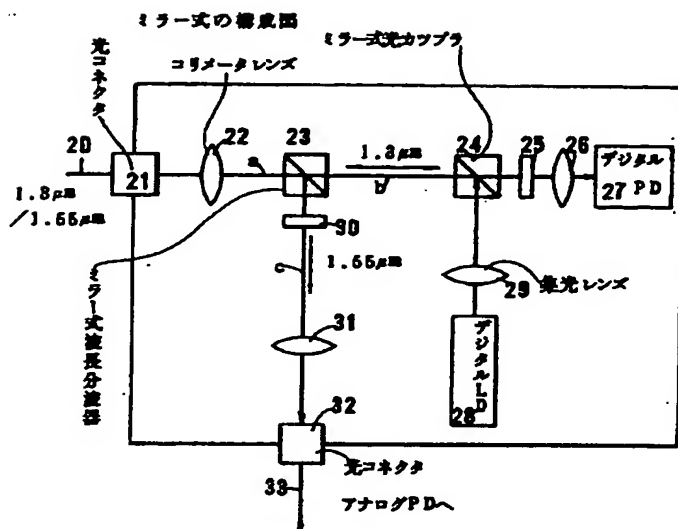 ミラー式の構成図
光コネクタ
コリメータレンズ
ミラー式光カツプラ
20
21
22
23
24
25
26
a
1.3μm
b
デジタル
27 PD
1.3μm
/1.55μm
30
c
1.55μm
29
集光レンズ
ミラー式波長分波器
31
デジタルLD
28
32
光コネクタ
33
アナログPDへ